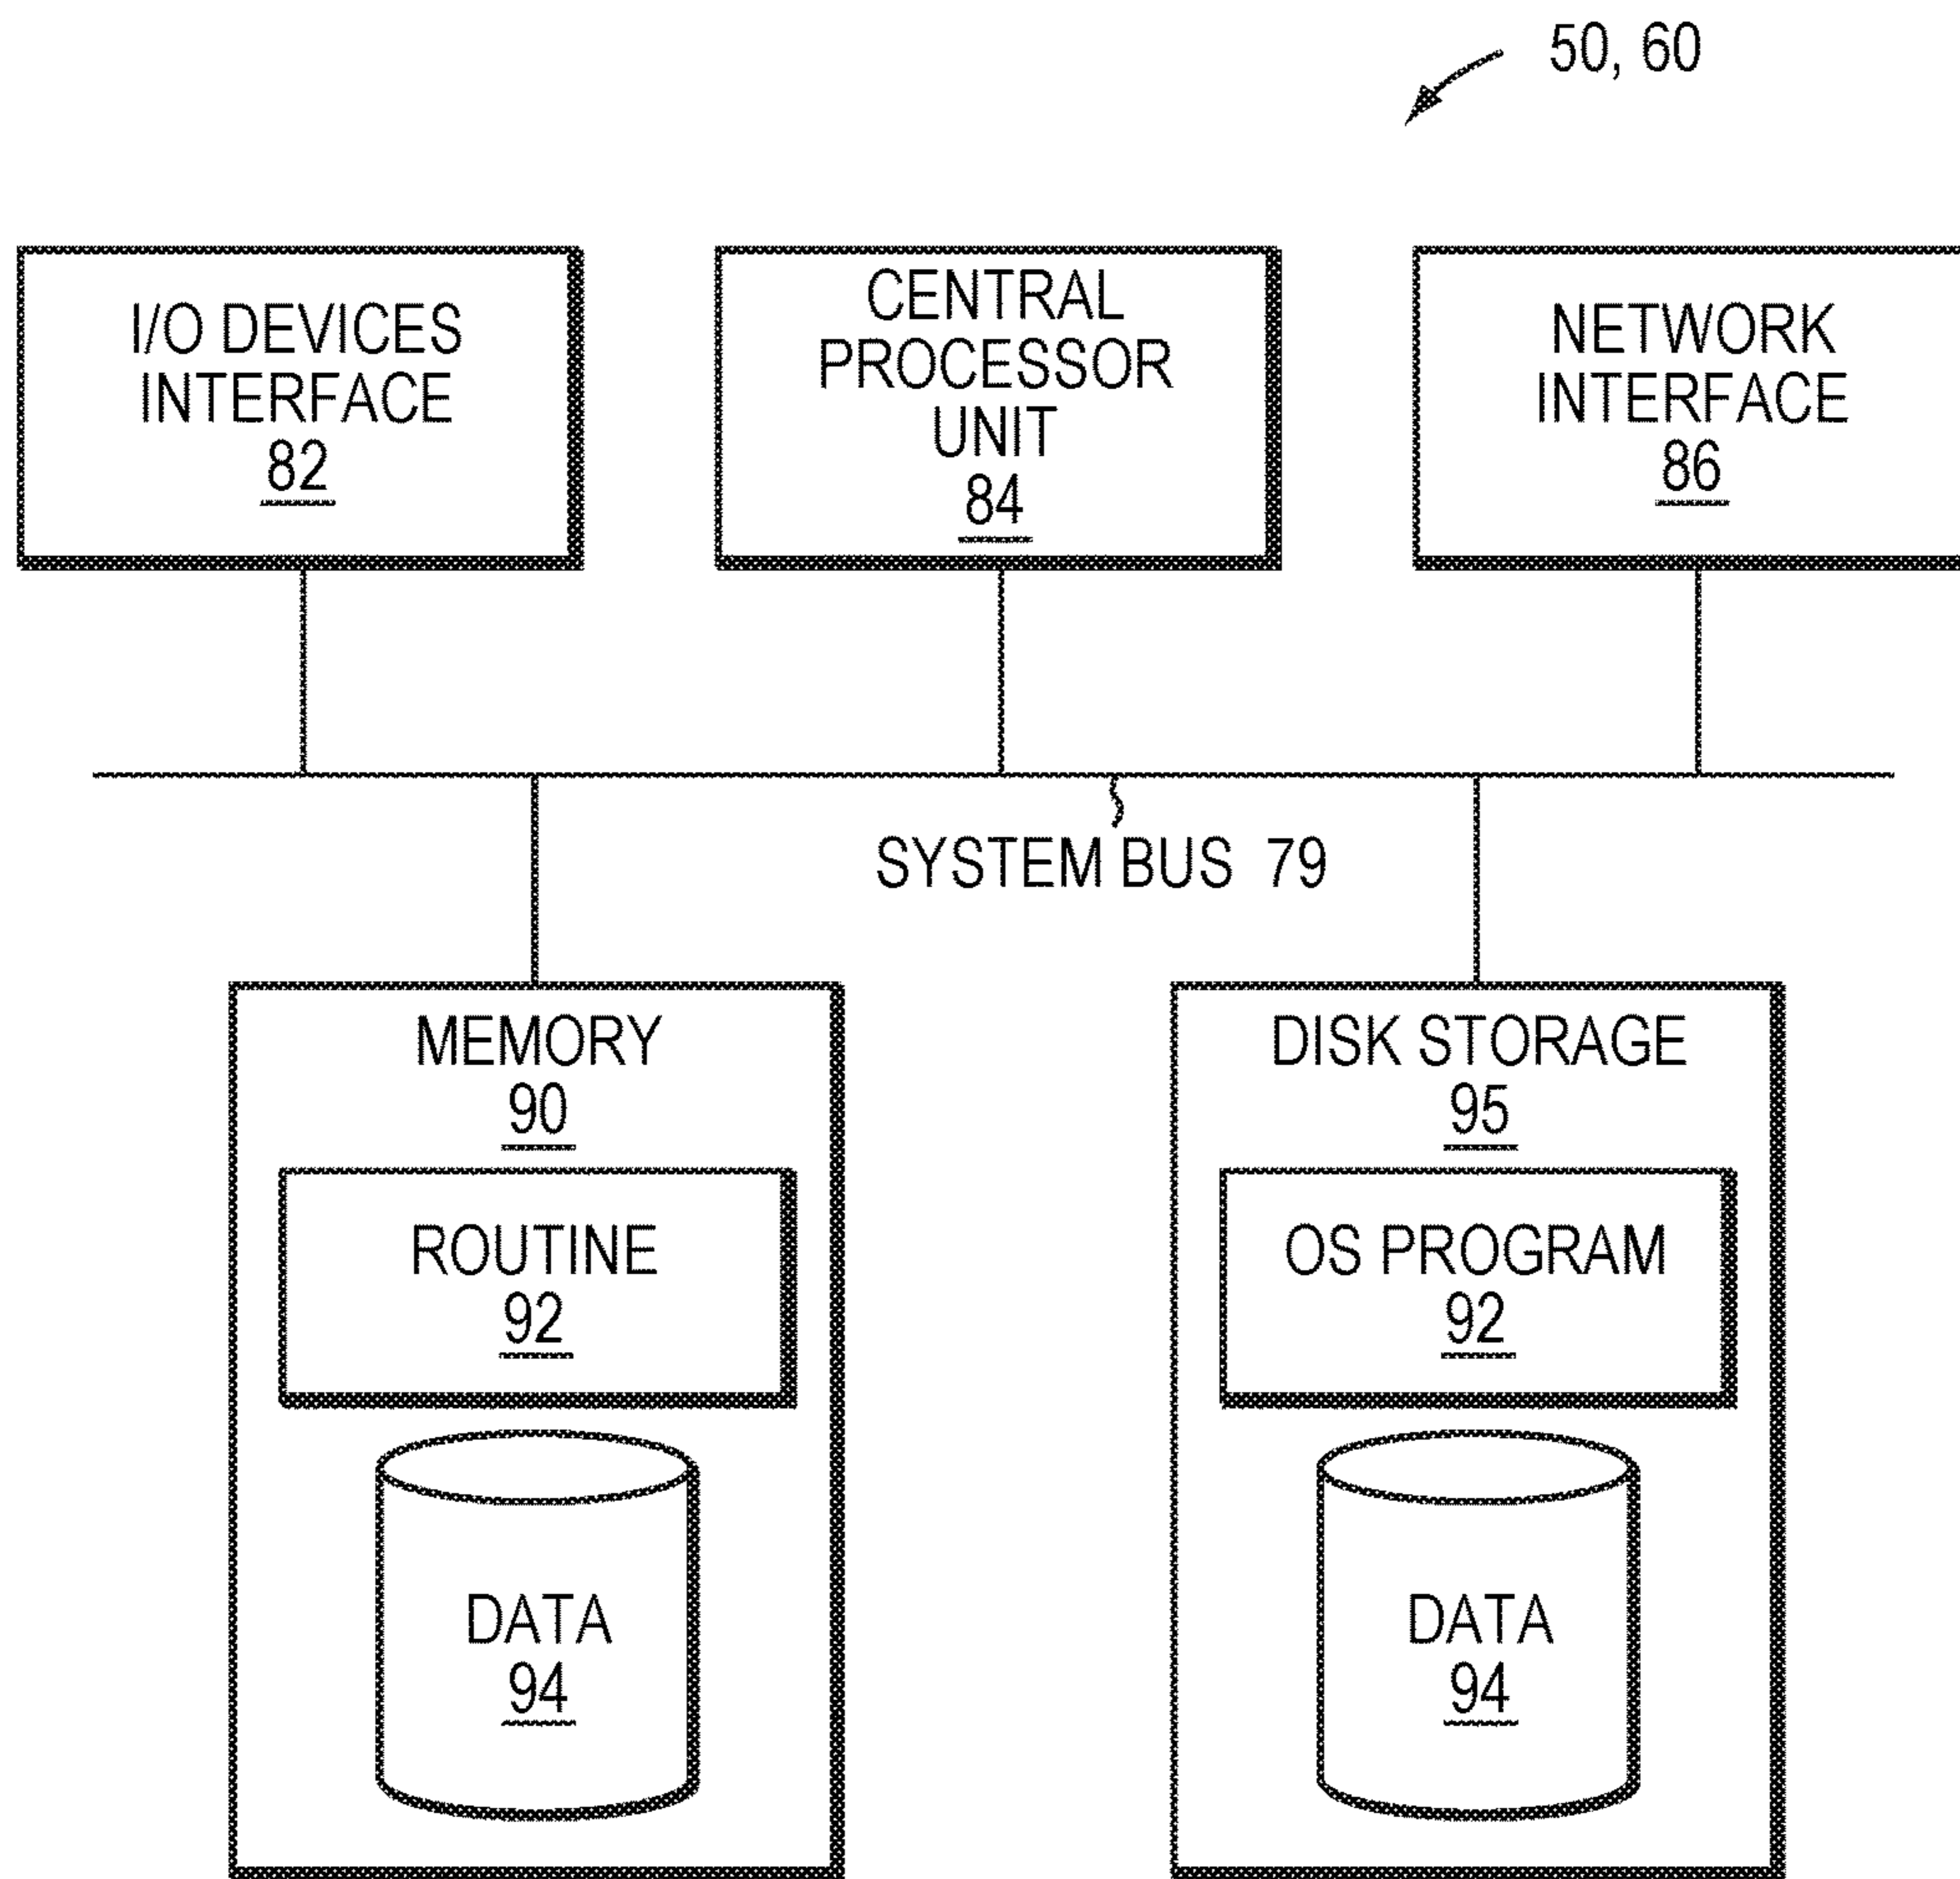 50, 60
I/O DEVICES
INTERFACE
82
CENTRAL
PROCESSOR
UNIT
84
NETWORK
INTERFACE
86
SYSTEM BUS 79
MEMORY
90
ROUTINE
92
DATA
94
DISK STORAGE
95
OS PROGRAM
92
DATA
94